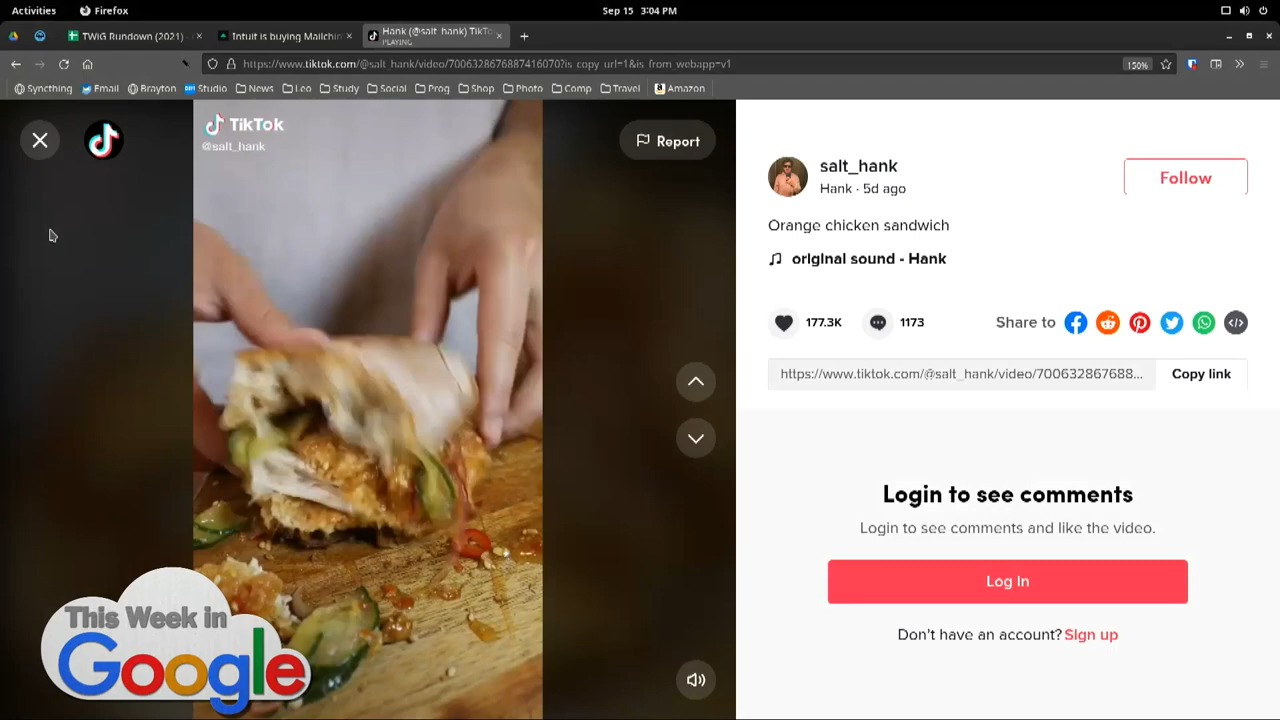 Activities
Firefox
Sep 15 3:04 PM
TWiG Rundown (2021) -
Intuit is buying Mailchim
Hank (@salt_hank) TikTo
PLAYING
https://www.tiktok.com/@salt_hank/video/7006328676887416070?is_copy_url=1&is_from_webapp=v1
150%
Syncthing
Email
Brayton
Studio
News
Leo
Study
Social
Prog
Shop
Photo
Comp
Travel
Amazon
TikTok
@salt_hank
Report
salt_hank
Hank · 5d ago
Follow
Orange chicken sandwich
original sound - Hank
177.3K
1173
Share to
https://www.tiktok.com/@salt_hank/video/700632867688...
Copy link
Login to see comments
Login to see comments and like the video.
Log In
Don't have an account? Sign up
This Week in
Google